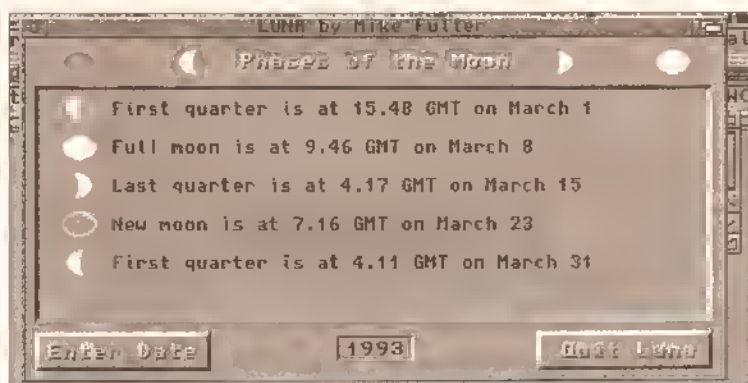 LUNA by Mike Fulter
Phases of the Moon
First quarter is at 15.48 GMT on March 1
Full moon is at 9.46 GMT on March 8
Last quarter is at 4.17 GMT on March 15
New moon is at 7.16 GMT on March 23
First quarter is at 4.11 GMT on March 31
Enter Date
1993
Quit Luna